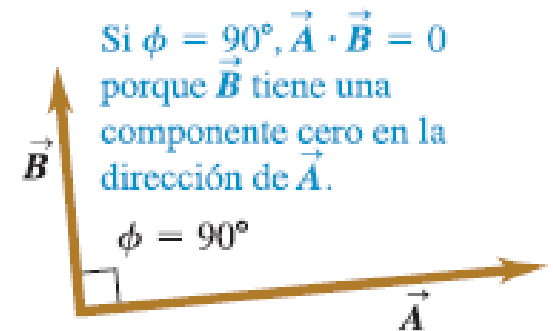 Si ϕ = 90°, A⃗ · B⃗ = 0
porque B⃗ tiene una
componente cero en la
dirección de A⃗.
B⃗
ϕ = 90°
A⃗